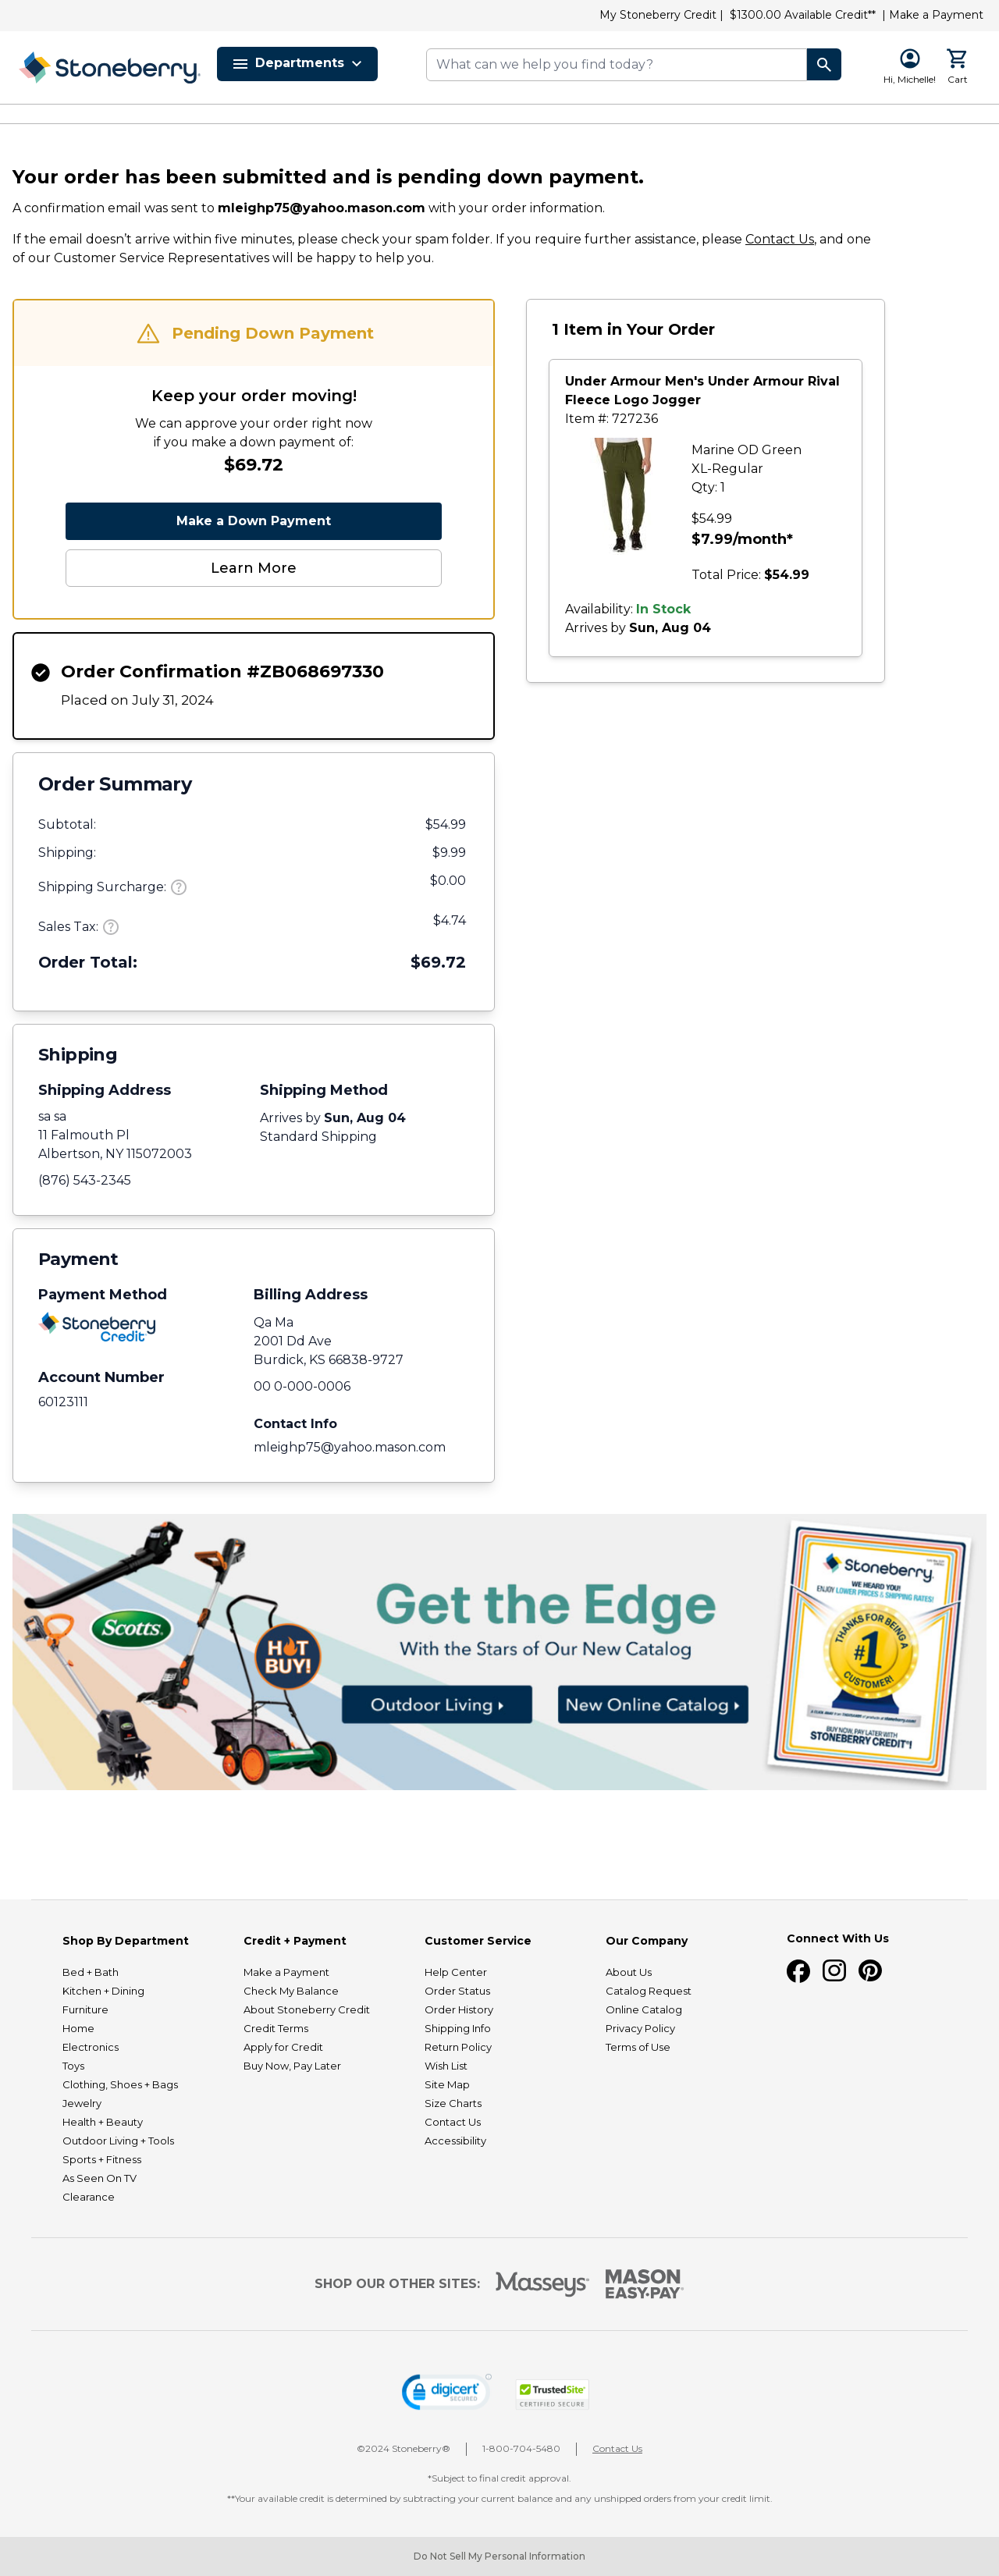 My Stoneberry Credit | $1300.00 Available Credit** | Make a Payment
Stoneberry.
Departments
What can we help you find today?
Hi, Michelle!
Cart
Your order has been submitted and is pending down payment.
A confirmation email was sent to mleighp75@yahoo.mason.com with your order information.
If the email doesn’t arrive within five minutes, please check your spam folder. If you require further assistance, please Contact Us, and one
of our Customer Service Representatives will be happy to help you.
Pending Down Payment
Keep your order moving!
We can approve your order right now
if you make a down payment of:
$69.72
Make a Down Payment
Learn More
Order Confirmation #ZB068697330
Placed on July 31, 2024
Order Summary
Subtotal: $54.99
Shipping: $9.99
Shipping Surcharge: ? $0.00
Sales Tax: ? $4.74
Order Total: $69.72
Shipping
Shipping Address
sa sa
11 Falmouth Pl
Albertson, NY 115072003
(876) 543-2345
Shipping Method
Arrives by Sun, Aug 04
Standard Shipping
Payment
Payment Method
Stoneberry
Credit
Account Number
60123111
Billing Address
Qa Ma
2001 Dd Ave
Burdick, KS 66838-9727
00 0-000-0006
Contact Info
mleighp75@yahoo.mason.com
1 Item in Your Order
Under Armour Men's Under Armour Rival
Fleece Logo Jogger
Item #: 727236
Marine OD Green
XL-Regular
Qty: 1
$54.99
$7.99/month*
Total Price: $54.99
Availability: In Stock
Arrives by Sun, Aug 04
Scotts.
HOT
BUY!
Get the Edge
With the Stars of Our New Catalog
Outdoor Living
New Online Catalog
Stoneberry.
WE HEARD YOU!
ENJOY LOWER PRICES & SHIPPING RATES!
THANKS FOR BEING A
#1
CUSTOMER!
BUY NOW, PAY LATER WITH
STONEBERRY CREDIT*!
Shop By Department
Bed + Bath
Kitchen + Dining
Furniture
Home
Electronics
Toys
Clothing, Shoes + Bags
Jewelry
Health + Beauty
Outdoor Living + Tools
Sports + Fitness
As Seen On TV
Clearance
Credit + Payment
Make a Payment
Check My Balance
About Stoneberry Credit
Credit Terms
Apply for Credit
Buy Now, Pay Later
Customer Service
Help Center
Order Status
Order History
Shipping Info
Return Policy
Wish List
Site Map
Size Charts
Contact Us
Accessibility
Our Company
About Us
Catalog Request
Online Catalog
Privacy Policy
Terms of Use
Connect With Us
SHOP OUR OTHER SITES:
Masseys
MASON
EASY-PAY
digicert
SECURED
TrustedSite
CERTIFIED SECURE
©2024 Stoneberry®
1-800-704-5480
Contact Us
*Subject to final credit approval.
**Your available credit is determined by subtracting your current balance and any unshipped orders from your credit limit.
Do Not Sell My Personal Information